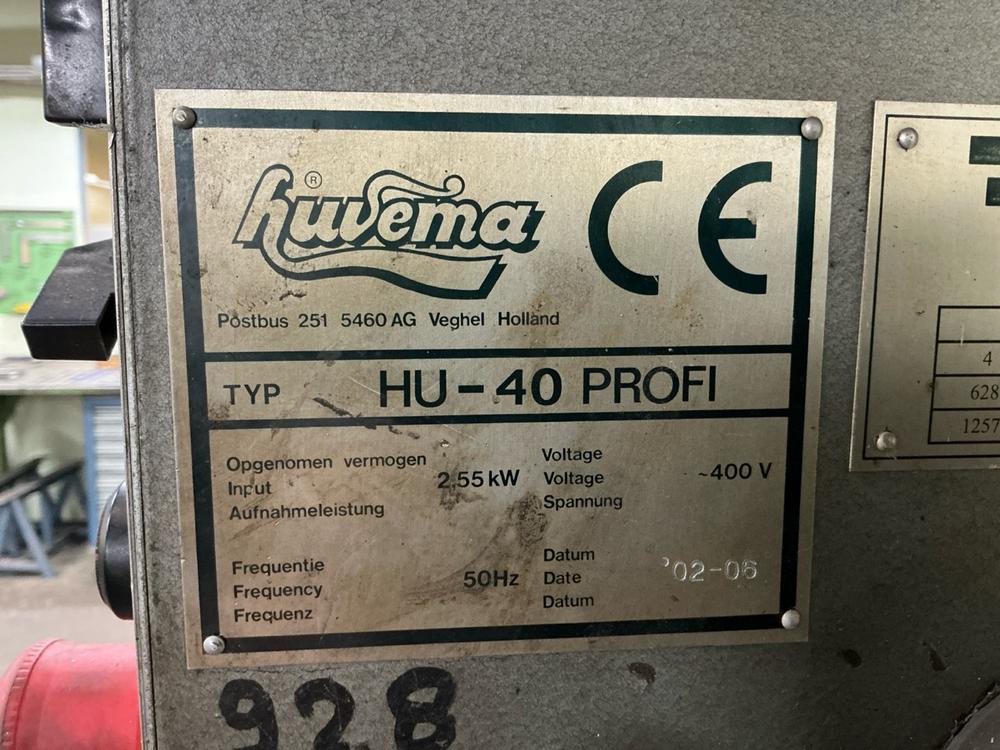 huvema ®
CE
Postbus 251 5460 AG Veghel Holland
TYP HU-40 PROFI
Opgenomen vermogen
Input 2,55 kW
Aufnahmeleistung
Voltage
Voltage ~400 V
Spannung
Frequentie
Frequency 50Hz
Frequenz
Datum
Date '02-06
Datum
928
4
628
1257